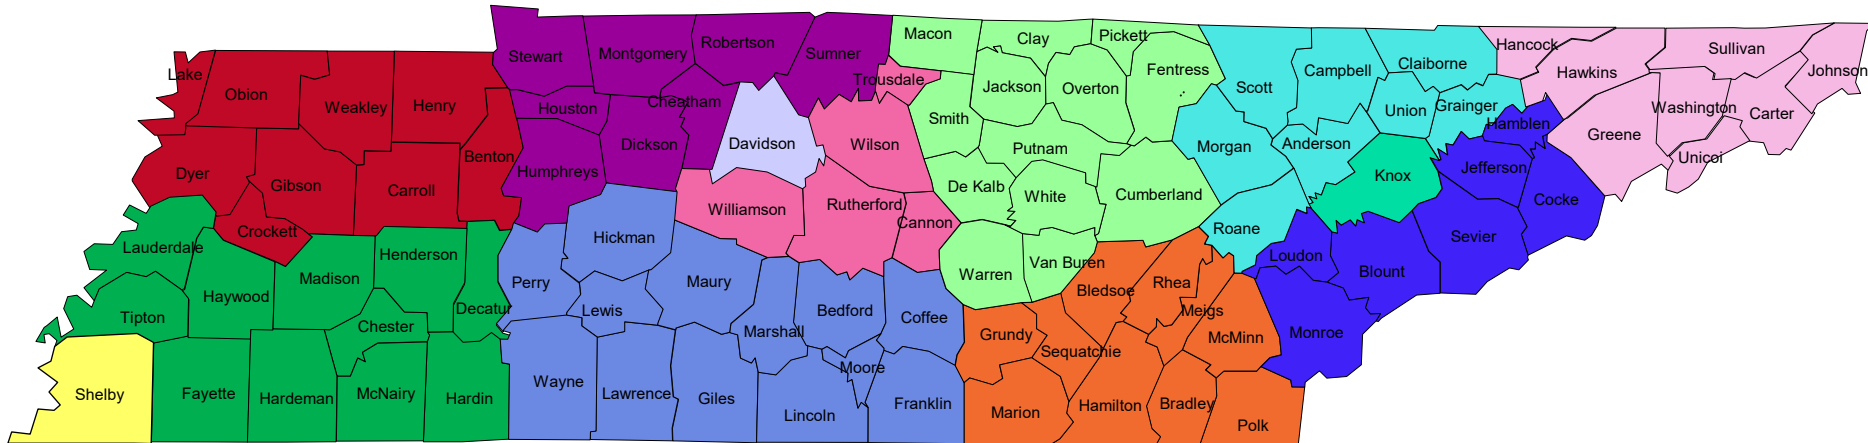 Lake
Obion
Weakley
Henry
Stewart
Montgomery
Robertson
Sumner
Macon
Clay
Pickett
Fentress
Scott
Campbell
Claiborne
Hancock
Hawkins
Sullivan
Johnson
Dyer
Gibson
Crockett
Carroll
Benton
Houston
Humphreys
Dickson
Cheatham
Davidson
Trousdale
Wilson
Smith
Jackson
Overton
Putnam
Morgan
Anderson
Union
Grainger
Hamblen
Greene
Washington
Unicoi
Carter
Lauderdale
Tipton
Haywood
Madison
Henderson
Decatur
Chester
Perry
Hickman
Lewis
Maury
Williamson
Rutherford
Cannon
De Kalb
White
Cumberland
Warren
Van Buren
Roane
Knox
Loudon
Blount
Jefferson
Sevier
Cocke
Shelby
Fayette
Hardeman
McNairy
Hardin
Wayne
Lawrence
Giles
Marshall
Bedford
Coffee
Moore
Lincoln
Franklin
Grundy
Sequatchie
Bledsoe
Rhea
Meigs
McMinn
Monroe
Marion
Hamilton
Bradley
Polk